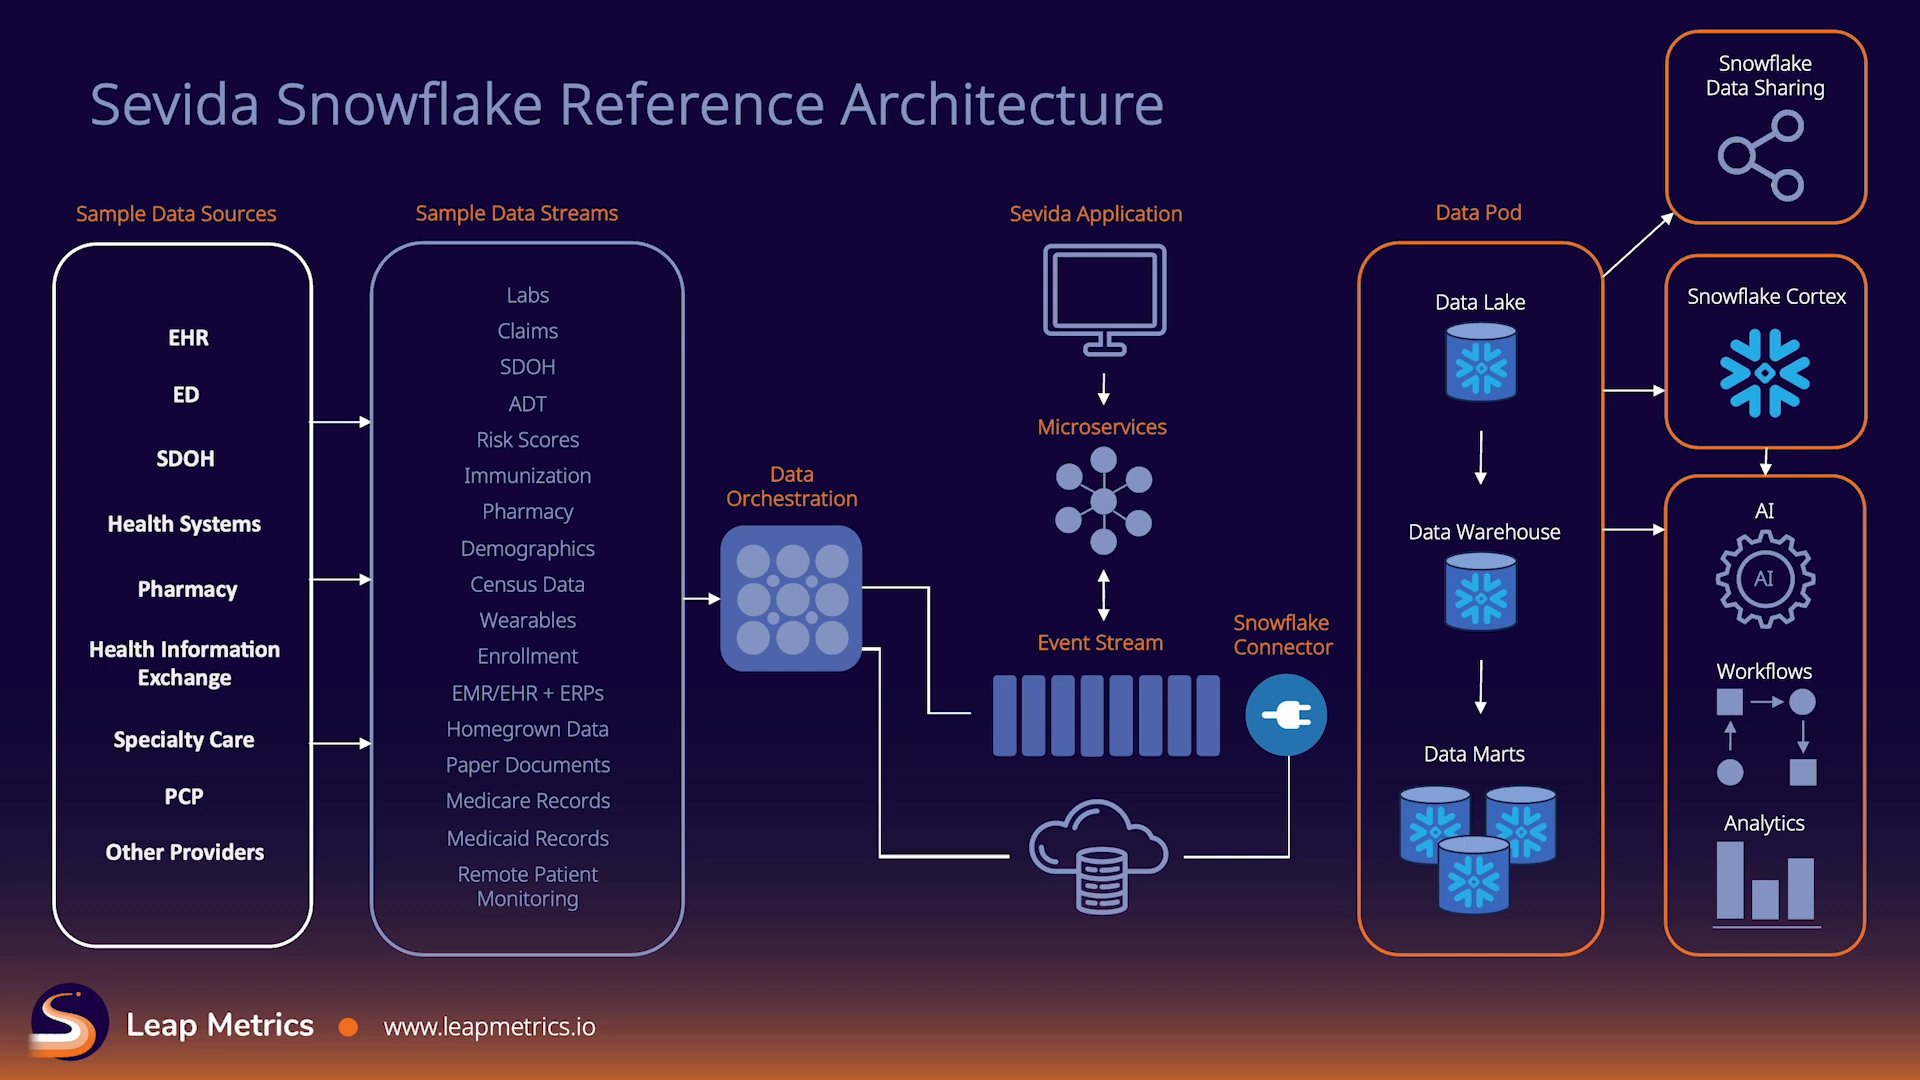 Sevida Snowflake Reference Architecture
Sample Data Sources
EHR
ED
SDOH
Health Systems
Pharmacy
Health Information
Exchange
Specialty Care
PCP
Other Providers
Sample Data Streams
Labs
Claims
SDOH
ADT
Risk Scores
Immunization
Pharmacy
Demographics
Census Data
Wearables
Enrollment
EMR/EHR + ERPs
Homegrown Data
Paper Documents
Medicare Records
Medicaid Records
Remote Patient
Monitoring
Data
Orchestration
Sevida Application
Microservices
Event Stream
Snowflake
Connector
Data Pod
Data Lake
Data Warehouse
Data Marts
Snowflake
Data Sharing
Snowflake Cortex
AI
AI
Workflows
Analytics
Leap Metrics
www.leapmetrics.io